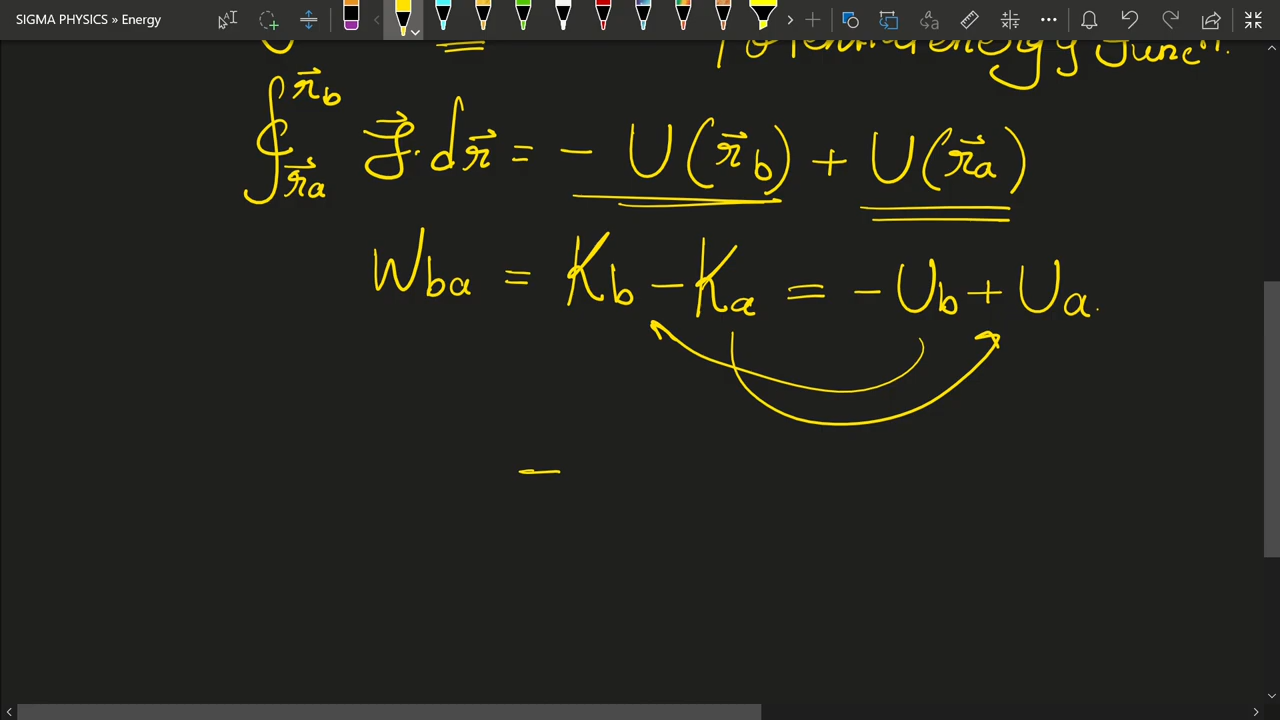 SIGMA PHYSICS » Energy
Potential energy funcⁿ.
∮_{r⃗a}^{r⃗b} F⃗·dr⃗ = - U(r⃗b) + U(r⃗a)
Wba = Kb - Ka = - Ub + Ua.